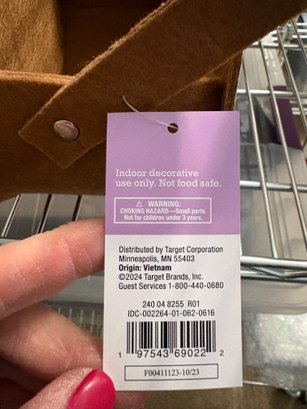 Indoor decorative
use only. Not food safe.
⚠ WARNING:
CHOKING HAZARD—Small parts.
Not for children under 3 years.
Distributed by Target Corporation
Minneapolis, MN 55403
Origin: Vietnam
©2024 Target Brands, Inc.
Guest Services 1-800-440-0680
240 04 8255 R01
IDC-002264-01-062-0616
1 97543 69022 2
F00411123-10/23